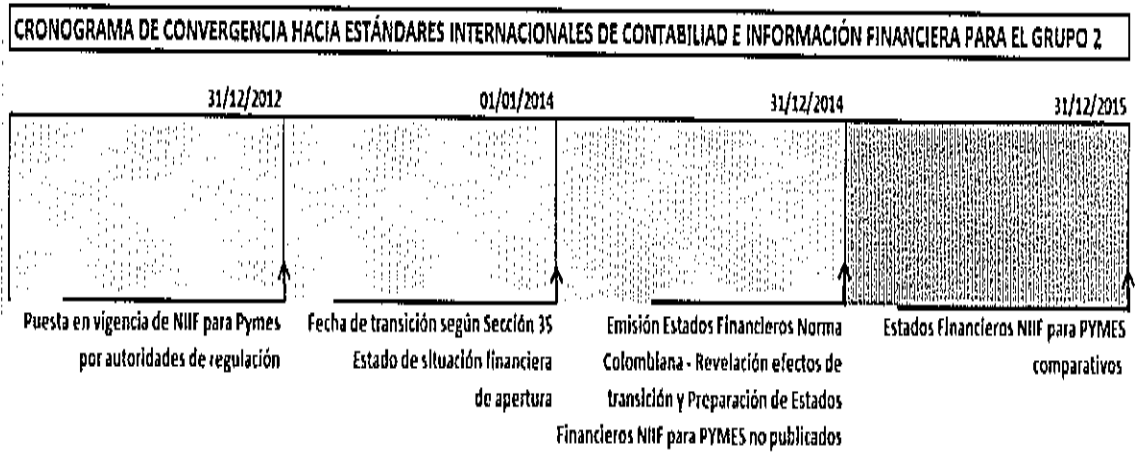 CRONOGRAMA DE CONVERGENCIA HACIA ESTÁNDARES INTERNACIONALES DE CONTABILIAD E INFORMACIÓN FINANCIERA PARA EL GRUPO 2
31/12/2012
01/01/2014
31/12/2014
31/12/2015
Puesta en vigencia de NIIF para Pymes
por autoridades de regulación
Fecha de transición según Sección 35
Estado de situación financiera
de apertura
Emisión Estados Financieros Norma
Colombiana - Revelación efectos de
transición y Preparación de Estados
Financieros NIIF para PYMES no publicados
Estados Financieros NIIF para PYMES
comparativos